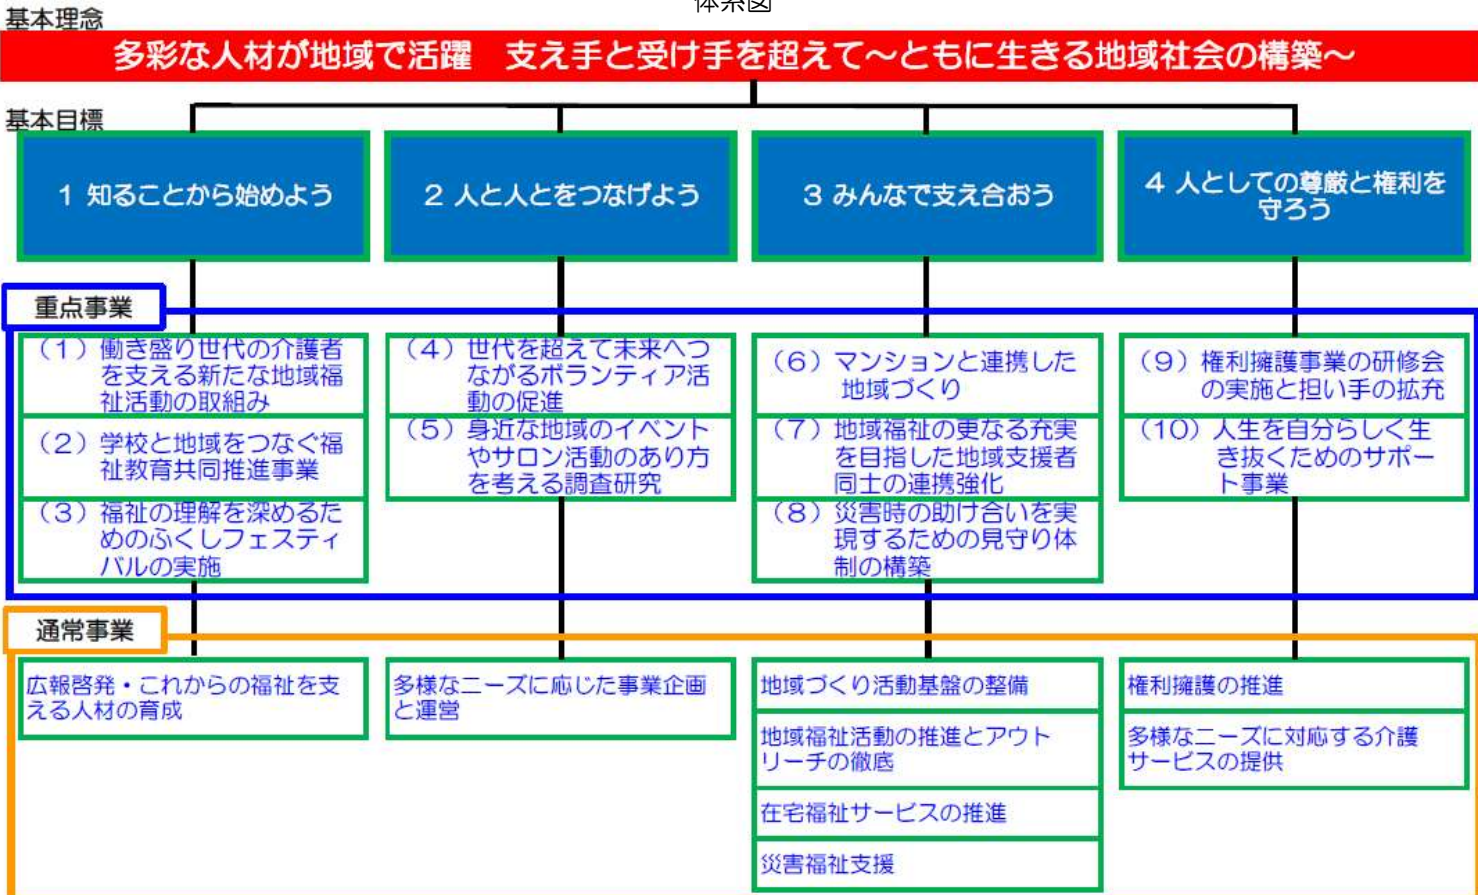 体系図
基本理念
多彩な人材が地域で活躍　支え手と受け手を超えて～ともに生きる地域社会の構築～
基本目標
１ 知ることから始めよう
２ 人と人とをつなげよう
３ みんなで支え合おう
４ 人としての尊厳と権利を
守ろう
重点事業
（１）働き盛り世代の介護者
を支える新たな地域福
祉活動の取組み
（２）学校と地域をつなぐ福
祉教育共同推進事業
（３）福祉の理解を深めるた
めのふくしフェスティ
バルの実施
（４）世代を超えて未来へつ
ながるボランティア活
動の促進
（５）身近な地域のイベント
やサロン活動のあり方
を考える調査研究
（６）マンションと連携した
地域づくり
（７）地域福祉の更なる充実
を目指した地域支援者
同士の連携強化
（８）災害時の助け合いを実
現するための見守り体
制の構築
（９）権利擁護事業の研修会
の実施と担い手の拡充
（１０）人生を自分らしく生
き抜くためのサポー
ト事業
通常事業
広報啓発・これからの福祉を支
える人材の育成
多様なニーズに応じた事業企画
と運営
地域づくり活動基盤の整備
地域福祉活動の推進とアウト
リーチの徹底
在宅福祉サービスの推進
災害福祉支援
権利擁護の推進
多様なニーズに対応する介護
サービスの提供